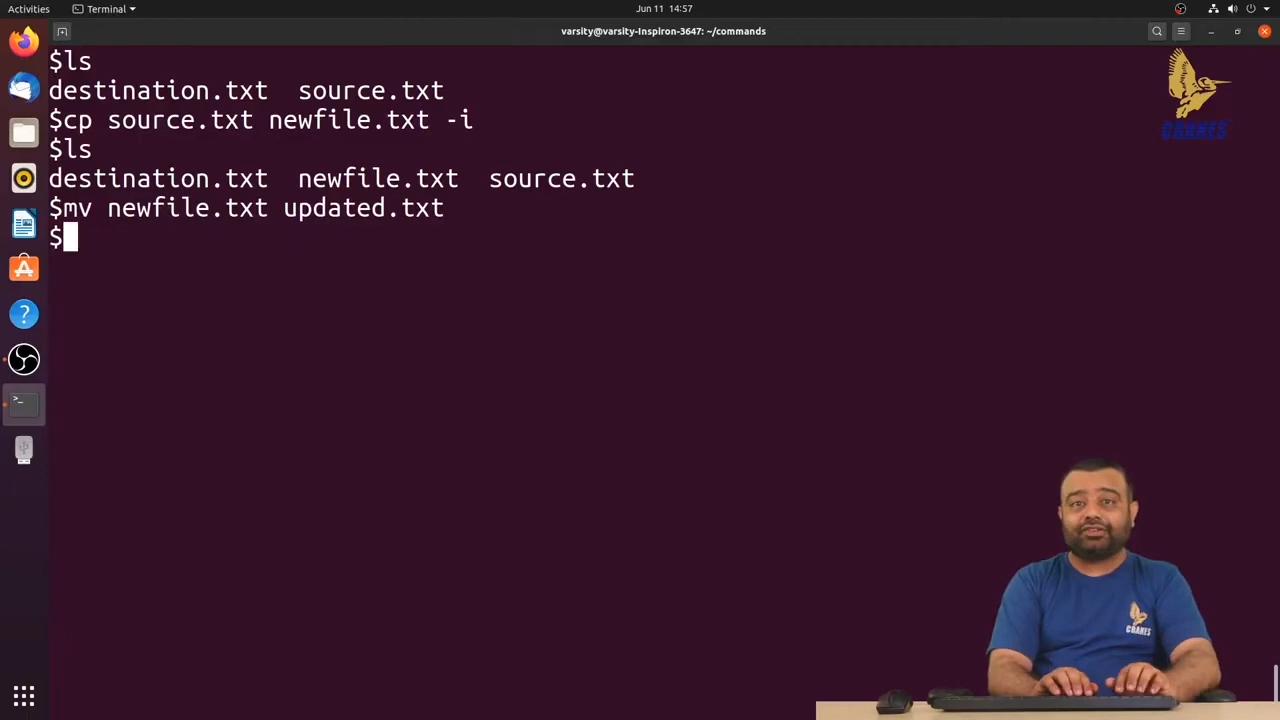 Activities
Terminal
Jun 11 14:57
varsity@varsity-Inspiron-3647: ~/commands
$ls
destination.txt  source.txt
$cp source.txt newfile.txt -i
$ls
destination.txt  newfile.txt  source.txt
$mv newfile.txt updated.txt
$
CRANES
CRANES